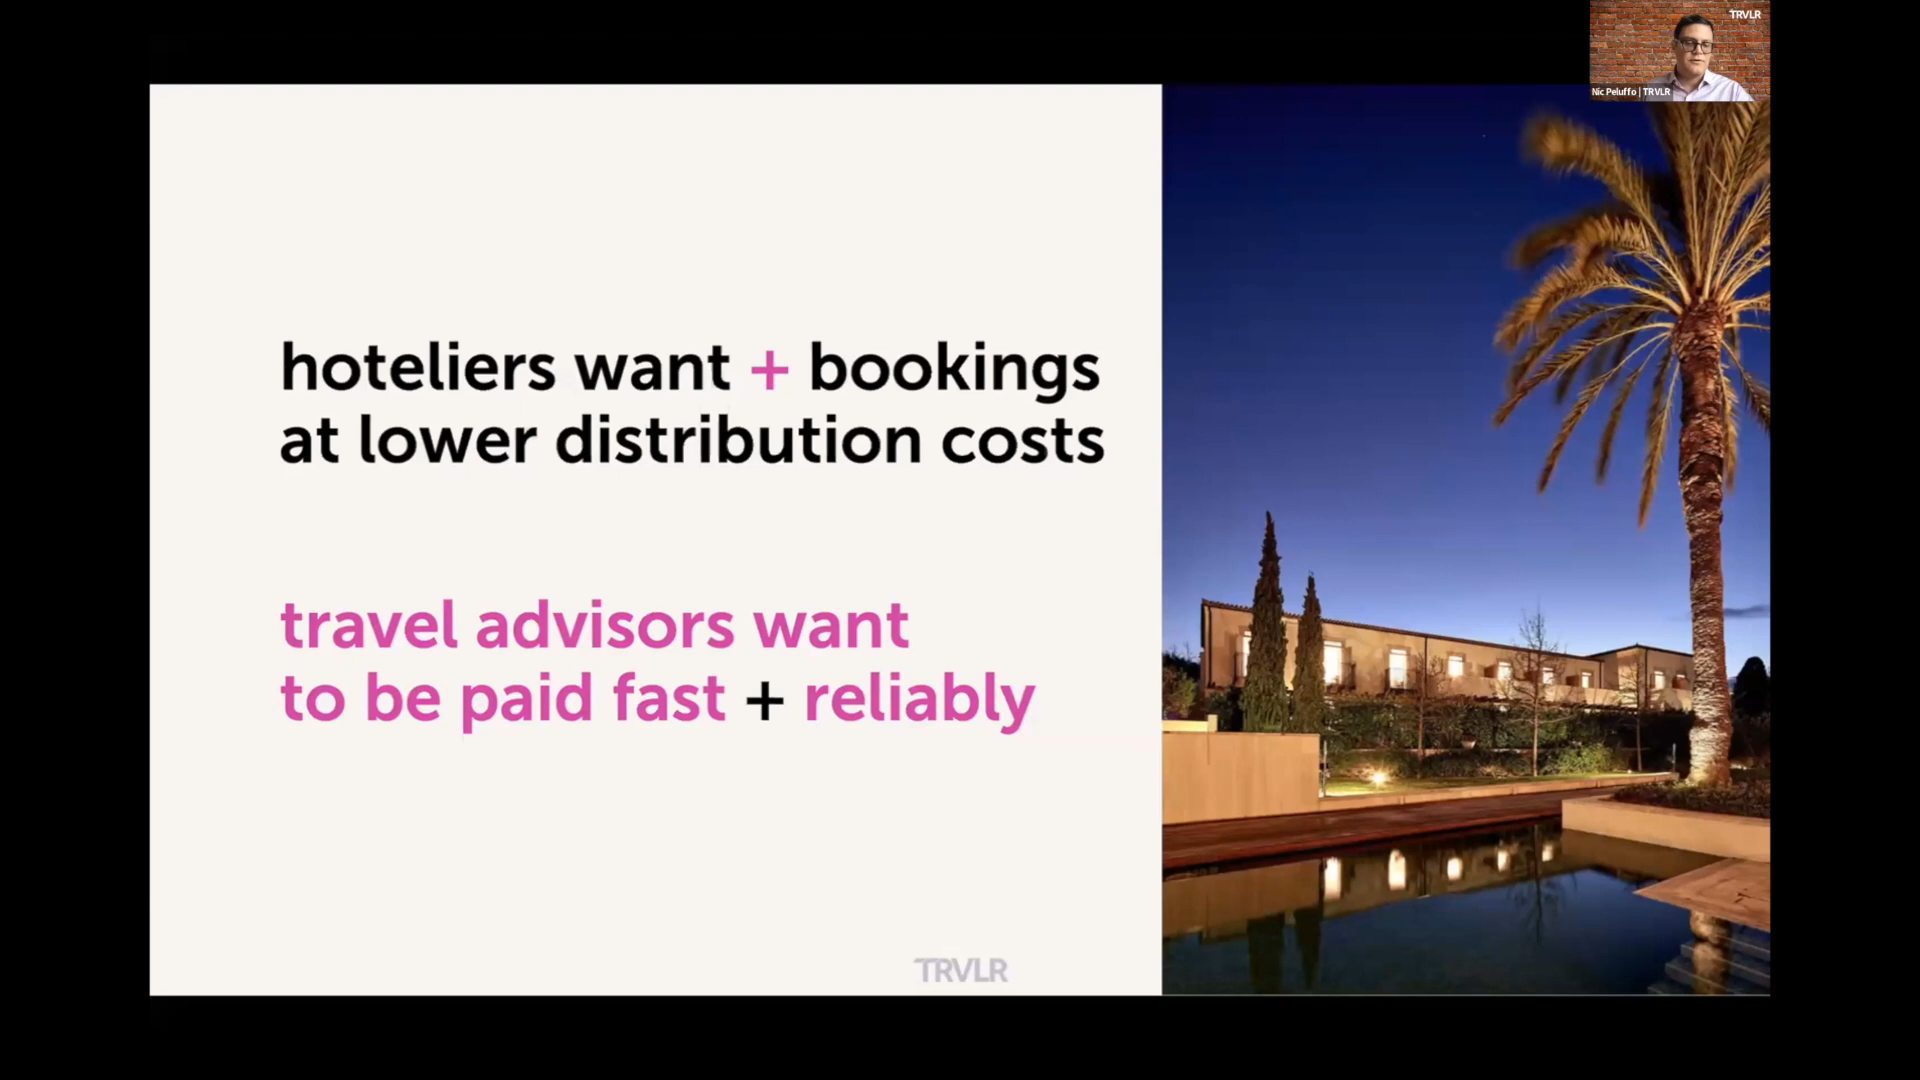 TRVLR
Nic Peluffo | TRVLR
hoteliers want + bookings
at lower distribution costs
travel advisors want
to be paid fast + reliably
TRVLR